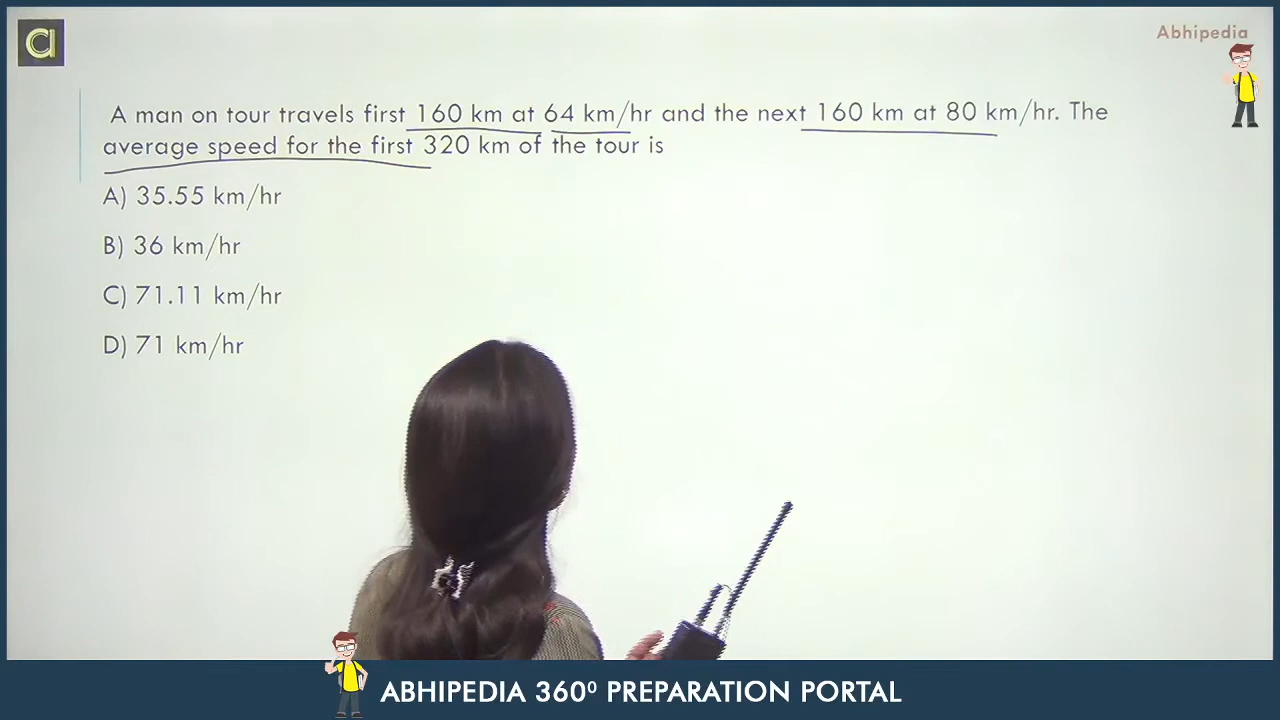 Abhipedia
A man on tour travels first 160 km at 64 km/hr and the next 160 km at 80 km/hr. The
average speed for the first 320 km of the tour is
A) 35.55 km/hr
B) 36 km/hr
C) 71.11 km/hr
D) 71 km/hr
ABHIPEDIA 360⁰ PREPARATION PORTAL